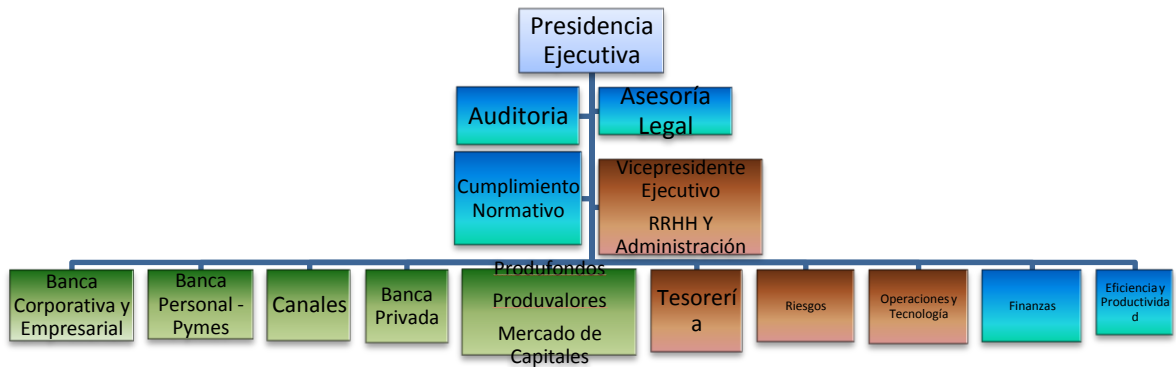 Presidencia
Ejecutiva
Auditoria
Asesoría
Legal
Cumplimiento
Normativo
Vicepresidente
Ejecutivo
RRHH Y
Administración
Banca
Corporativa y
Empresarial
Banca
Personal -
Pymes
Canales
Banca
Privada
Produfondos
Produvalores
Mercado de
Capitales
Tesorerí
a
Riesgos
Operaciones y
Tecnología
Finanzas
Eficiencia y
Productivida
d